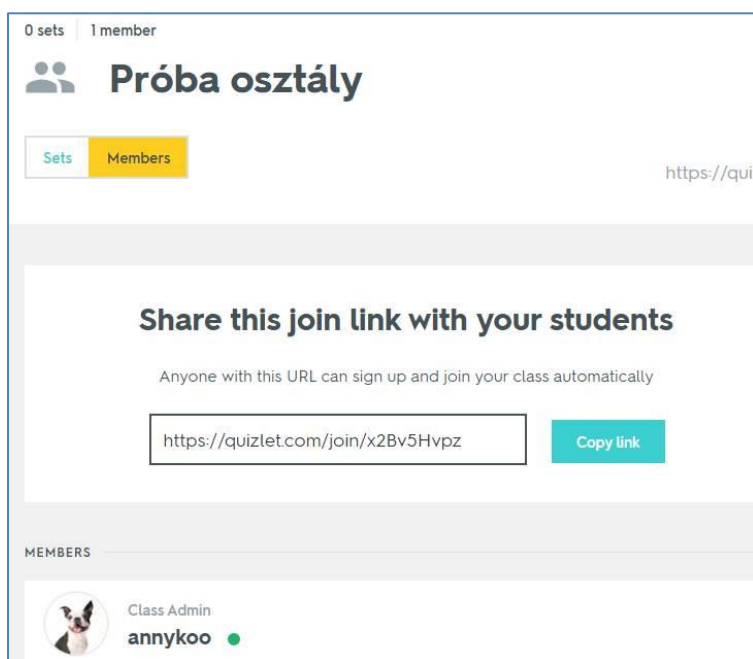 0 sets 1 member
Próba osztály
Sets Members
https://qui
Share this join link with your students
Anyone with this URL can sign up and join your class automatically
https://quizlet.com/join/x2Bv5Hvpz Copy link
MEMBERS
Class Admin
annykoo